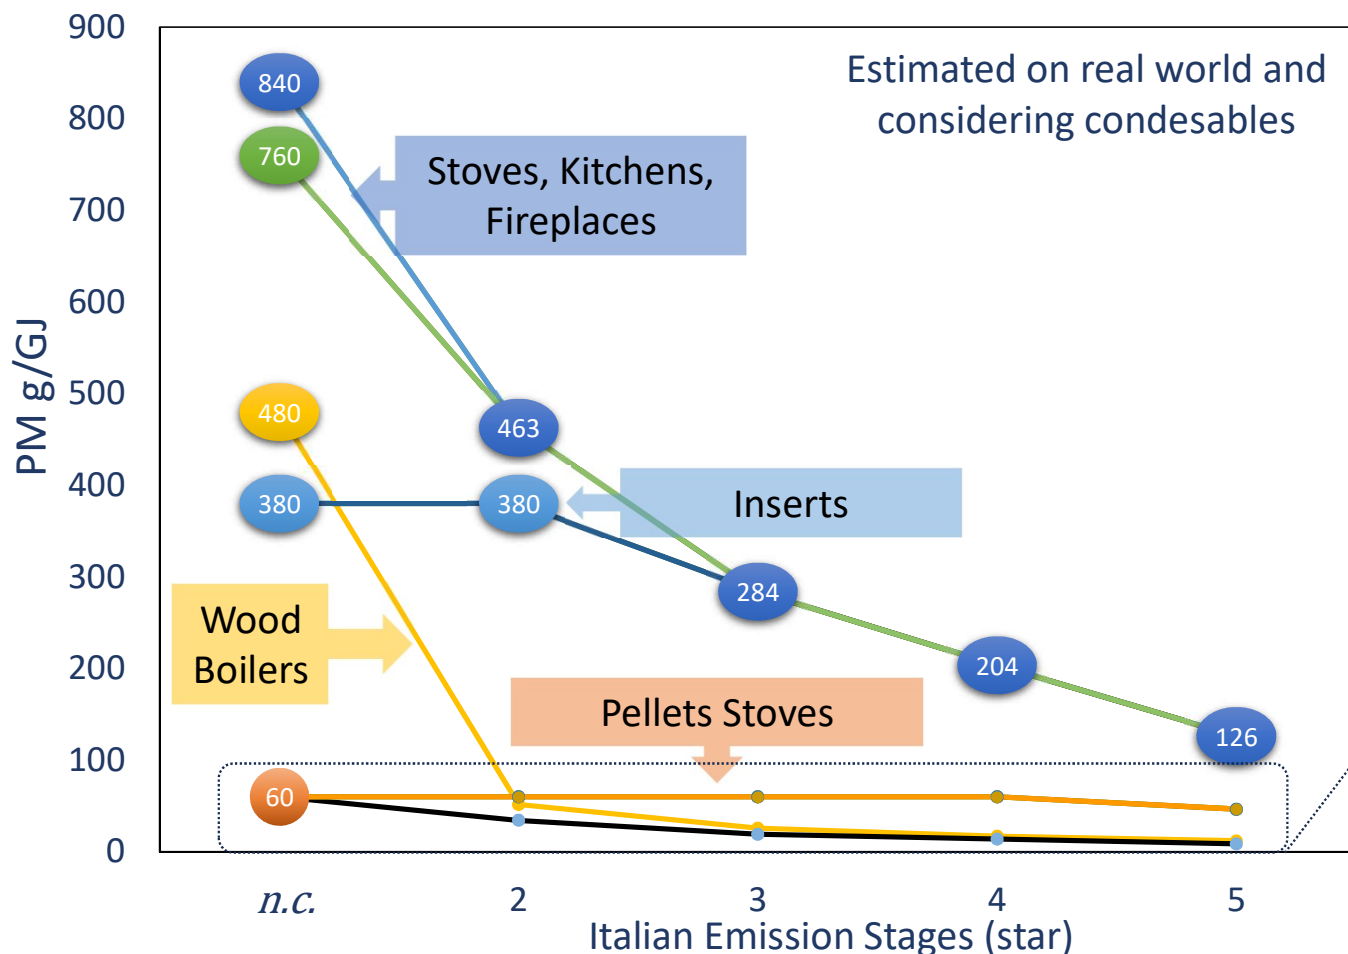 900
800
700
600
500
400
300
200
100
0
PM g/GJ
Estimated on real world and
considering condesables
840
760
480
380
60
463
380
284
204
126
Stoves, Kitchens,
Fireplaces
Inserts
Wood
Boilers
Pellets Stoves
n.c.
2
3
4
5
Italian Emission Stages (star)